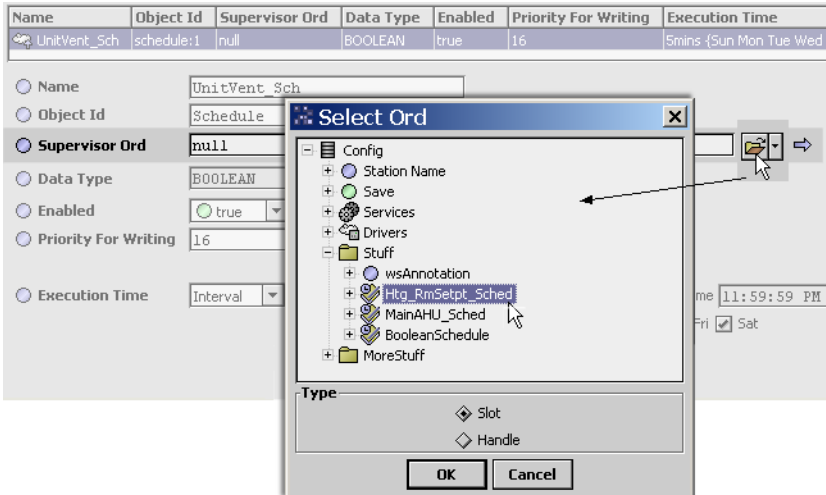 Name Object Id Supervisor Ord Data Type Enabled Priority For Writing Execution Time
UnitVent_Sch schedule:1 null BOOLEAN true 16 5mins {Sun Mon Tue Wed
Name UnitVent_Sch
Object Id Schedule
Select Ord
Supervisor Ord null
Config
Station Name
Data Type BOOLEAN
Save
Enabled true
Services
Drivers
Priority For Writing 16
Stuff
wsAnnotation
Execution Time Interval
Htg_RmSetpt_Sched
me 11:59:59 PM
MainAHU_Sched
Fri Sat
BooleanSchedule
MoreStuff
Type
Slot
Handle
OK Cancel